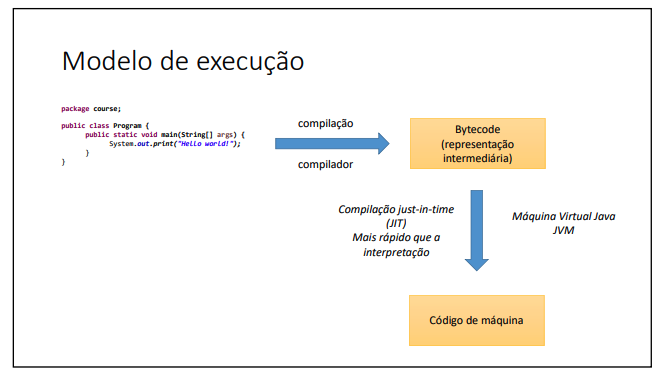 Modelo de execução
package course;
public class Program {
public static void main(String[] args) {
System.out.print("Hello world!");
}
}
compilação
compilador
Bytecode
(representação
intermediária)
Compilação just-in-time
(JIT)
Mais rápido que a
interpretação
Máquina Virtual Java
JVM
Código de máquina